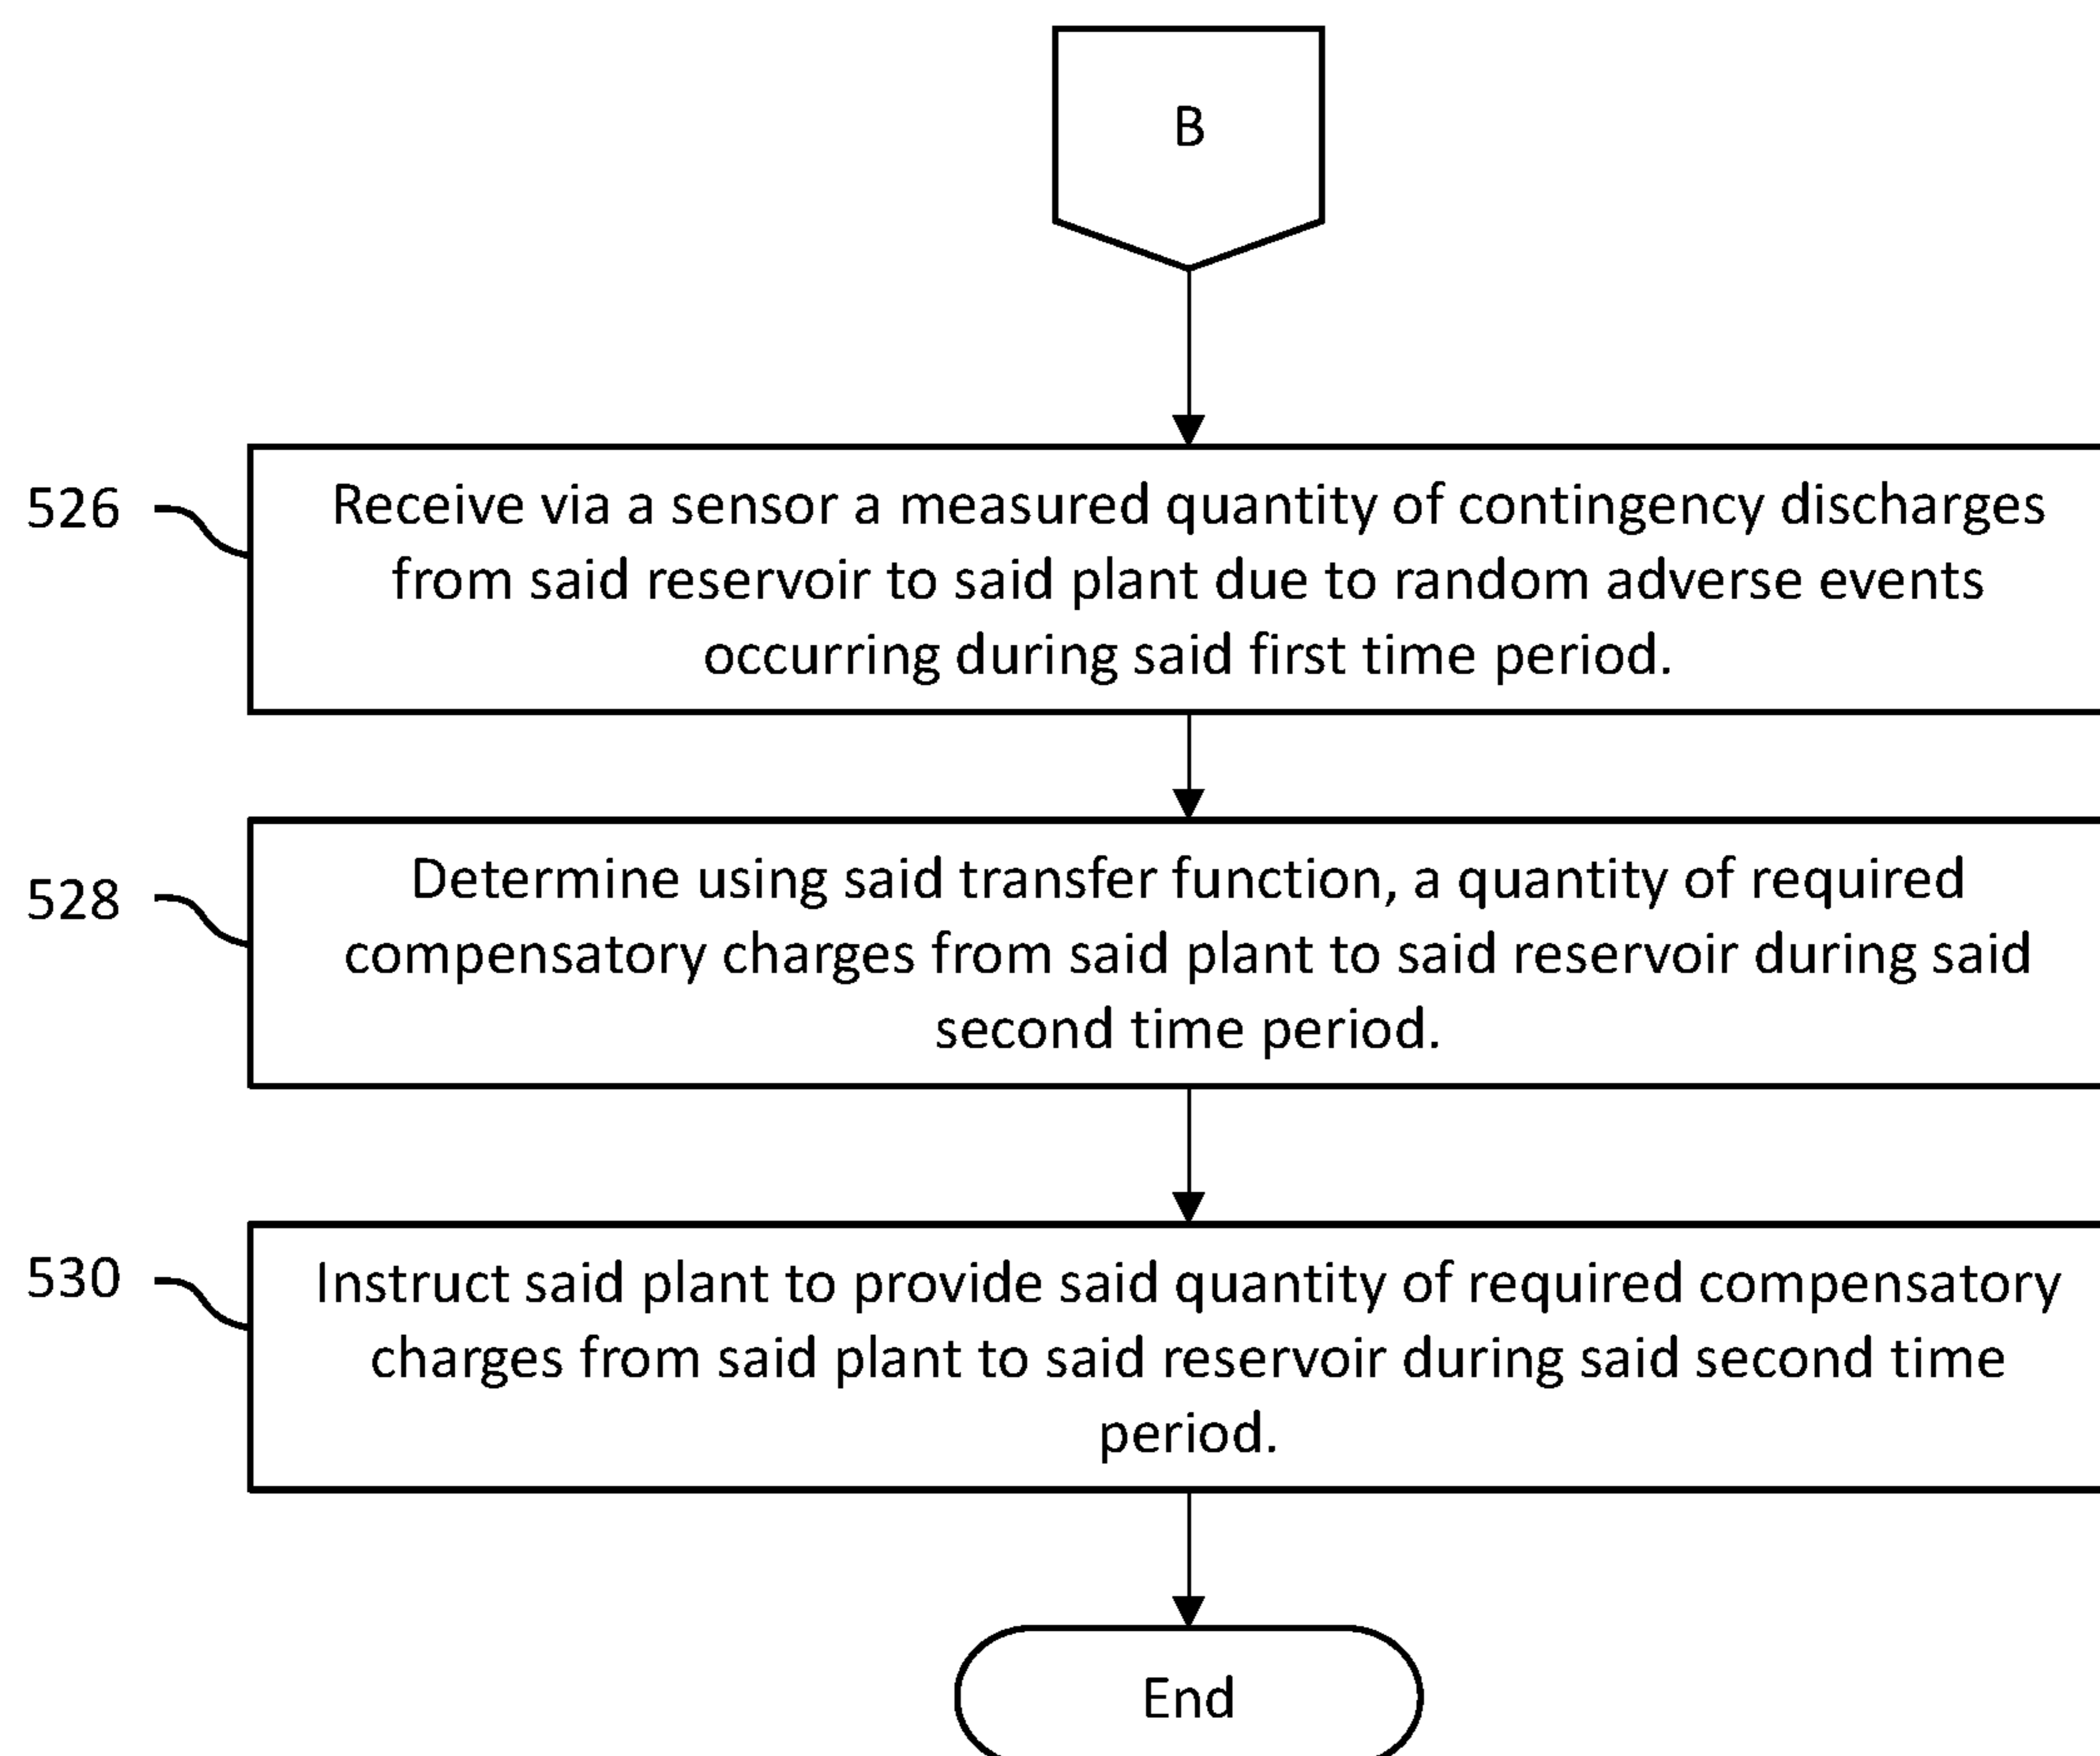 B
526
Receive via a sensor a measured quantity of contingency discharges
from said reservoir to said plant due to random adverse events
occurring during said first time period.
528
Determine using said transfer function, a quantity of required
compensatory charges from said plant to said reservoir during said
second time period.
530
Instruct said plant to provide said quantity of required compensatory
charges from said plant to said reservoir during said second time
period.
End